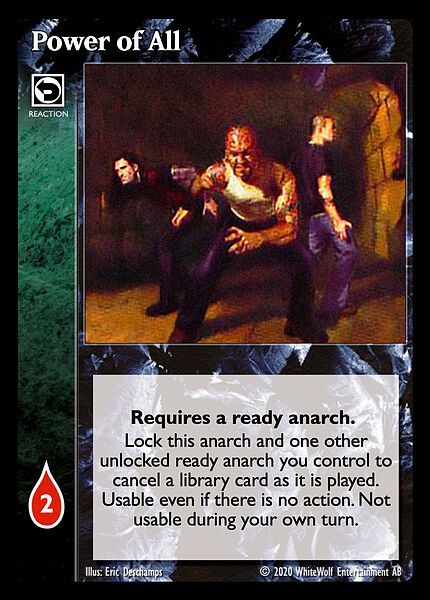 Power of All
REACTION
Requires a ready anarch.
Lock this anarch and one other
unlocked ready anarch you control to
cancel a library card as it is played.
Usable even if there is no action. Not
usable during your own turn.
2
Illus: Eric Deschamps © 2020 WhiteWolf Entertainment AB